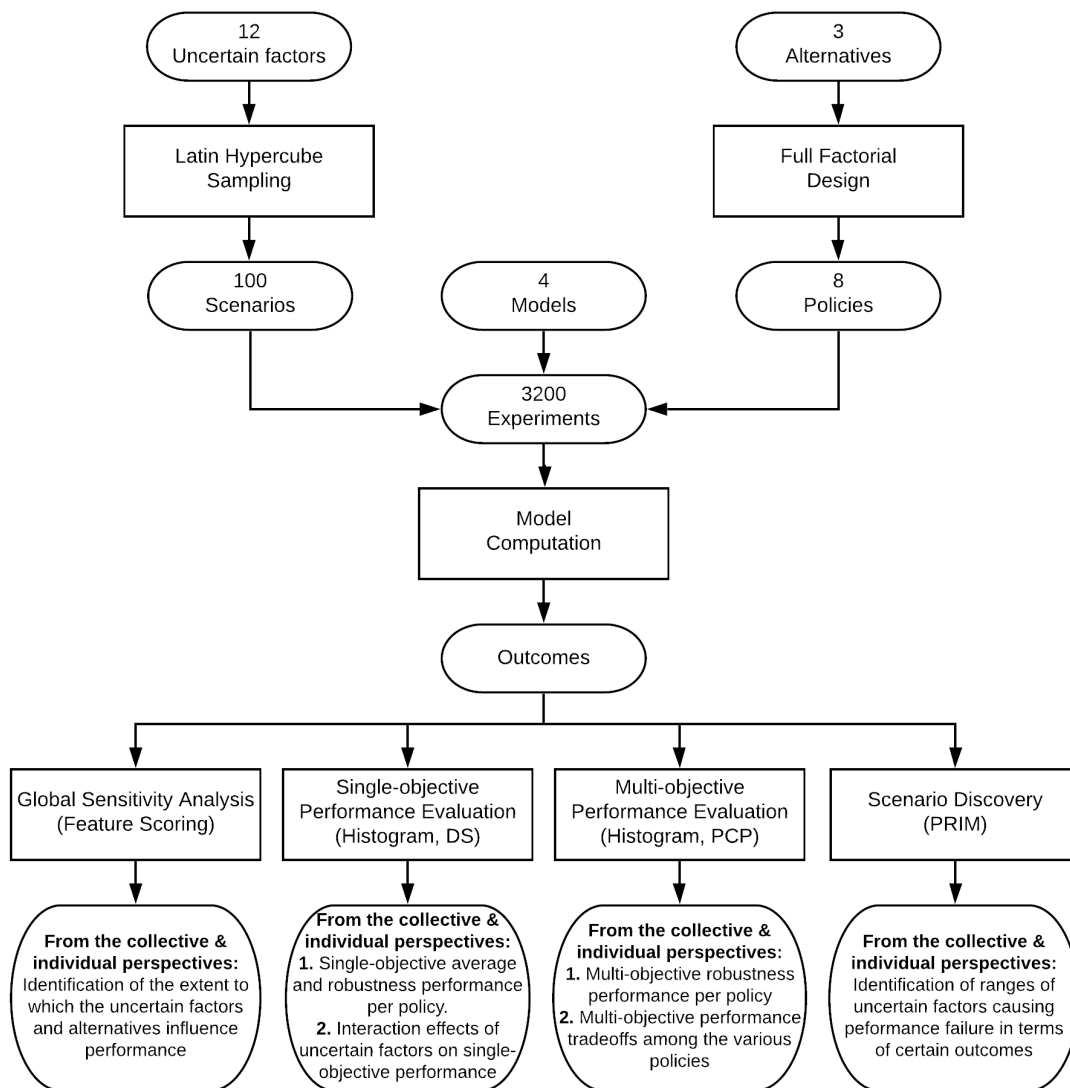 12
Uncertain factors
3
Alternatives
Latin Hypercube
Sampling
Full Factorial
Design
100
Scenarios
4
Models
8
Policies
3200
Experiments
Model
Computation
Outcomes
Global Sensitivity Analysis
(Feature Scoring)
Single-objective
Performance Evaluation
(Histogram, DS)
Multi-objective
Performance Evaluation
(Histogram, PCP)
Scenario Discovery
(PRIM)
From the collective &
individual perspectives:
Identification of the extent to
which the uncertain factors
and alternatives influence
performance
From the collective &
individual perspectives:
1. Single-objective average
and robustness performance
per policy.
2. Interaction effects of
uncertain factors on single-
objective performance
From the collective &
individual perspectives:
1. Multi-objective robustness
performance per policy
2. Multi-objective performance
tradeoffs among the various
policies
From the collective &
individual perspectives:
Identification of ranges of
uncertain factors causing
peformance failure in terms
of certain outcomes